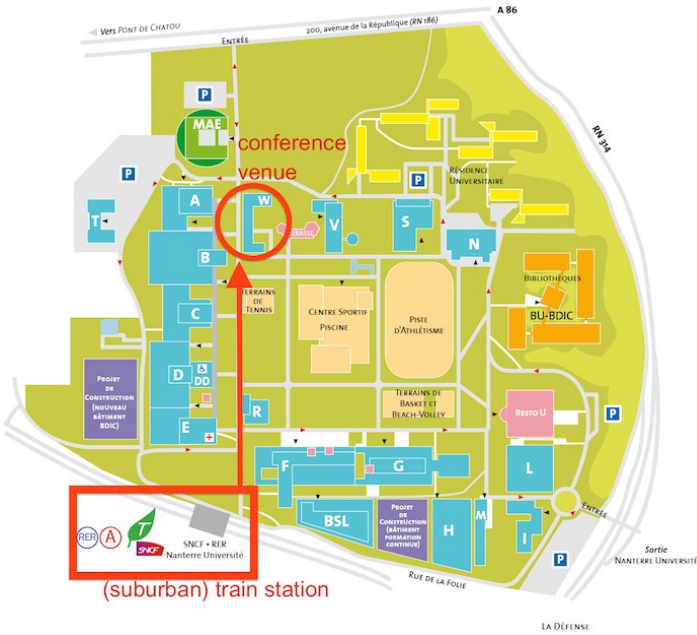 A 86
Vers Pont de Chatou
200, avenue de la République (RN 186)
Entrée
RN 314
P
MAE
conference
venue
P
P
Résidence
Universitaire
A
W
T
V
S
N
B
Bibliothèques
BU-BDIC
Terrains
de
Tennis
Centre Sportif
Piscine
Piste
d'Athlétisme
C
D
DD
Projet
de
Construction
(nouveau
bâtiment
BDIC)
Terrains de
Basket et
Beach-Volley
R
Resto U
P
E
F
G
L
BSL
Projet
de
Construction
(bâtiment
formation
continue)
H
M
I
Entrée
RER
A
T
SNCF
SNCF • RER
Nanterre Université
P
Sortie
Nanterre Université
Rue de la Folie
(suburban) train station
La Défense